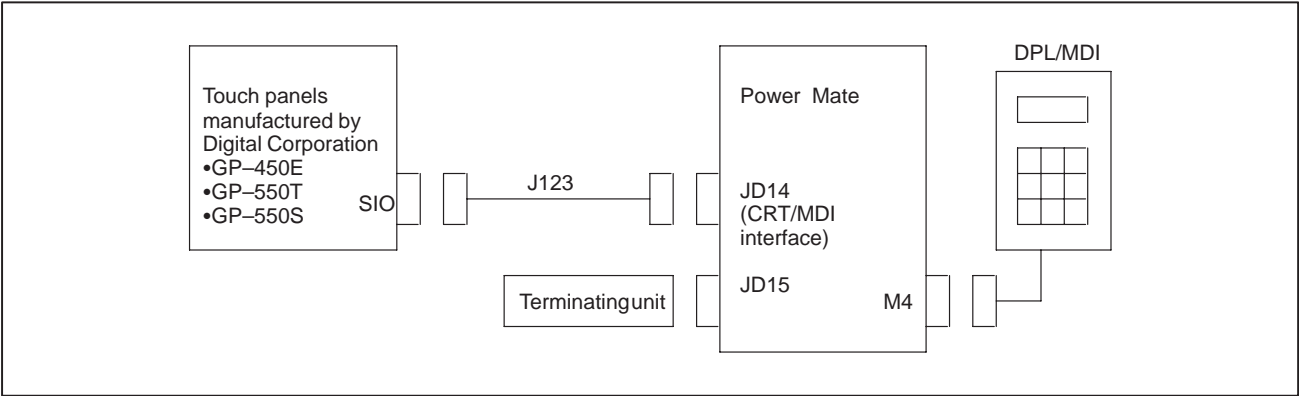 Touch panels
manufactured by
Digital Corporation
•GP–450E
•GP–550T
•GP–550S
SIO
J123
Power Mate
JD14
(CRT/MDI
interface)
JD15
Terminatingunit
M4
DPL/MDI